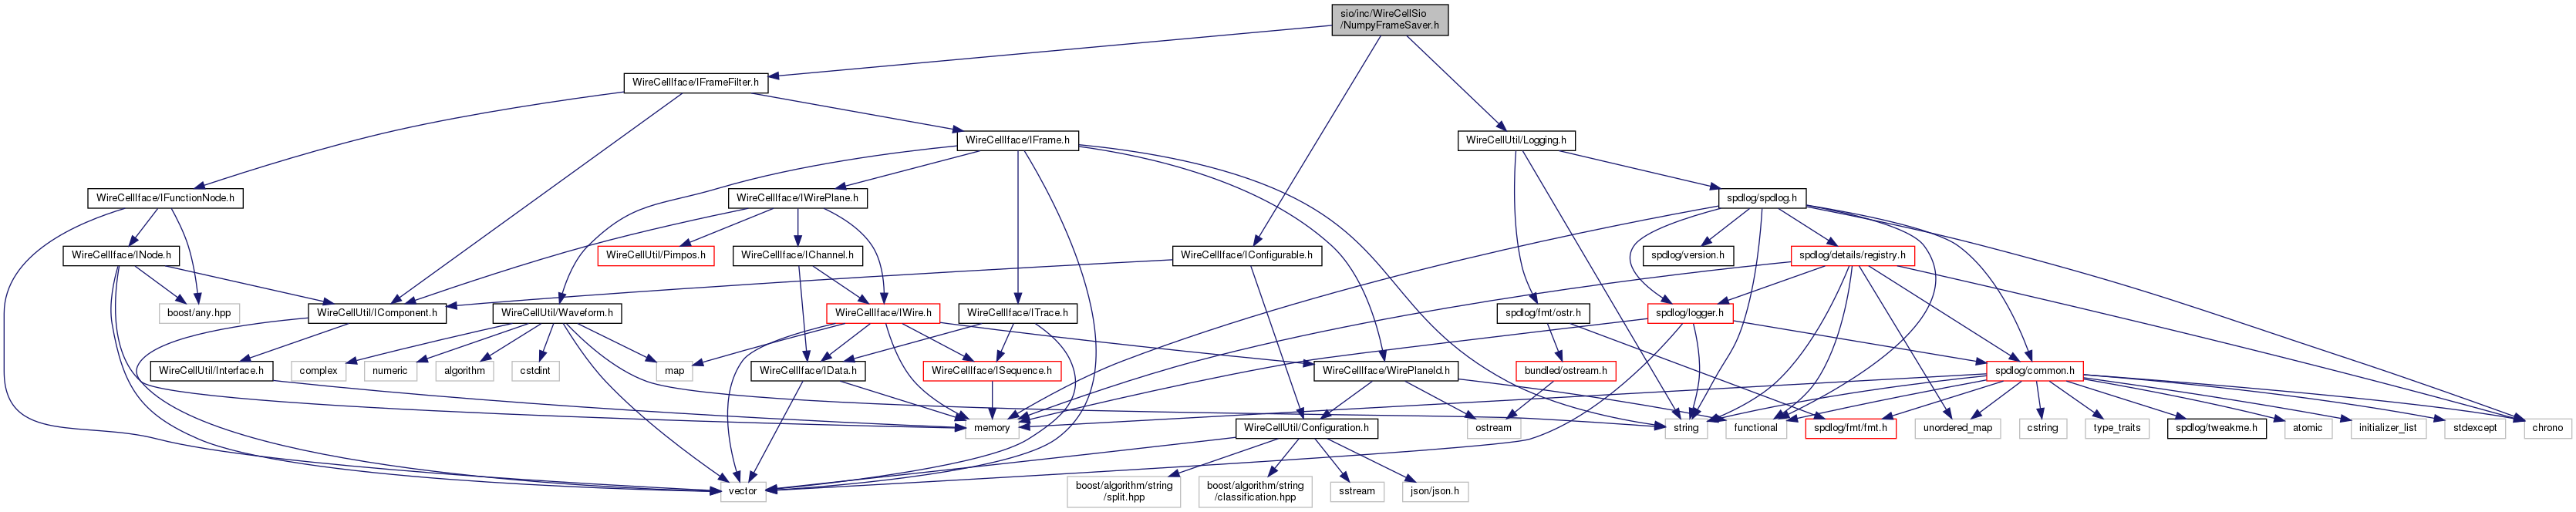 sio/inc/WireCellSio
/NumpyFrameSaver.h
WireCellIface/IFrameFilter.h
WireCellIface/IFrame.h
WireCellUtil/Logging.h
WireCellIface/IFunctionNode.h
WireCellIface/IWirePlane.h
spdlog/spdlog.h
WireCellIface/INode.h
WireCellUtil/Pimpos.h
WireCellIface/IChannel.h
WireCellIface/IConfigurable.h
spdlog/version.h
spdlog/details/registry.h
boost/any.hpp
WireCellUtil/IComponent.h
WireCellUtil/Waveform.h
WireCellIface/IWire.h
WireCellIface/ITrace.h
spdlog/fmt/ostr.h
spdlog/logger.h
WireCellUtil/Interface.h
complex
numeric
algorithm
cstdint
map
WireCellIface/IData.h
WireCellIface/ISequence.h
WireCellIface/WirePlaneId.h
bundled/ostream.h
spdlog/common.h
memory
WireCellUtil/Configuration.h
ostream
string
functional
spdlog/fmt/fmt.h
unordered_map
cstring
type_traits
spdlog/tweakme.h
atomic
initializer_list
stdexcept
chrono
vector
boost/algorithm/string
/split.hpp
boost/algorithm/string
/classification.hpp
sstream
json/json.h